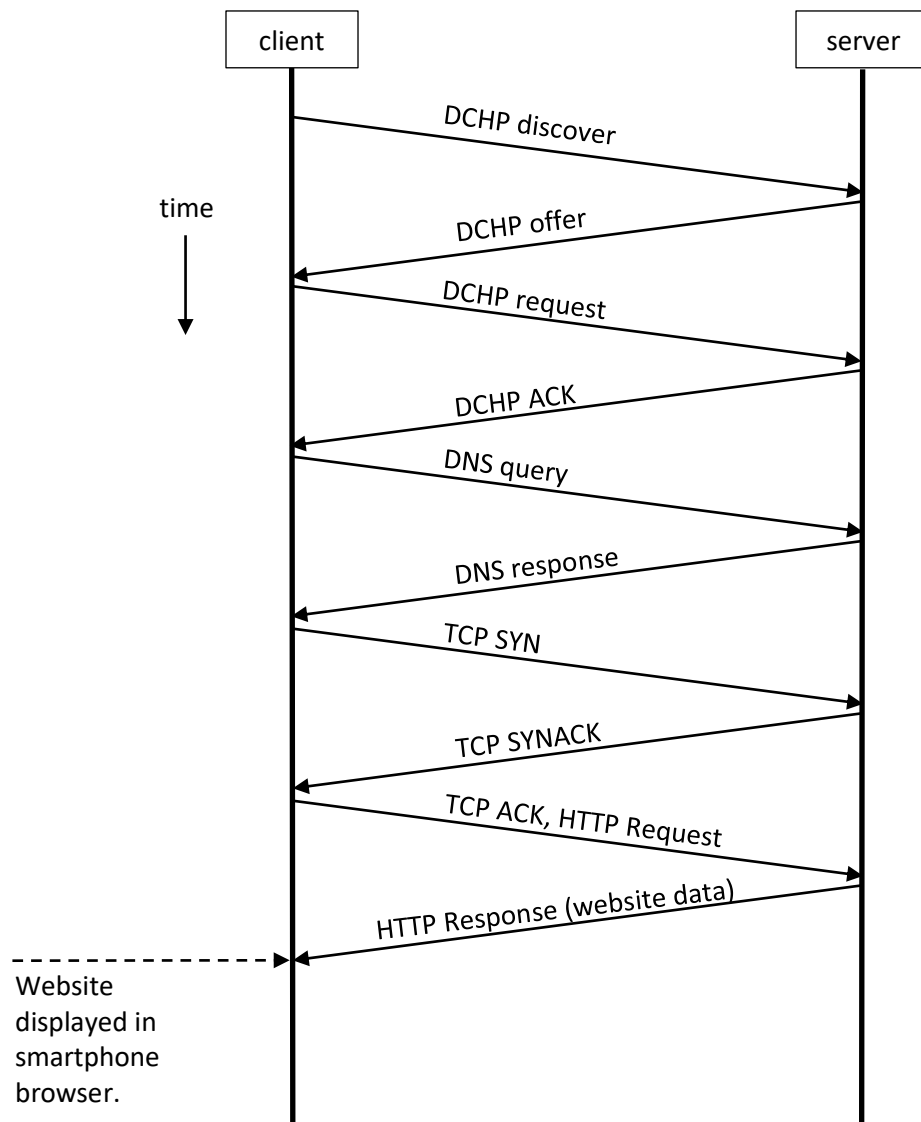 client
server
DCHP discover
time
DCHP offer
DCHP request
DCHP ACK
DNS query
DNS response
TCP SYN
TCP SYNACK
TCP ACK, HTTP Request
HTTP Response (website data)
Website
displayed in
smartphone
browser.